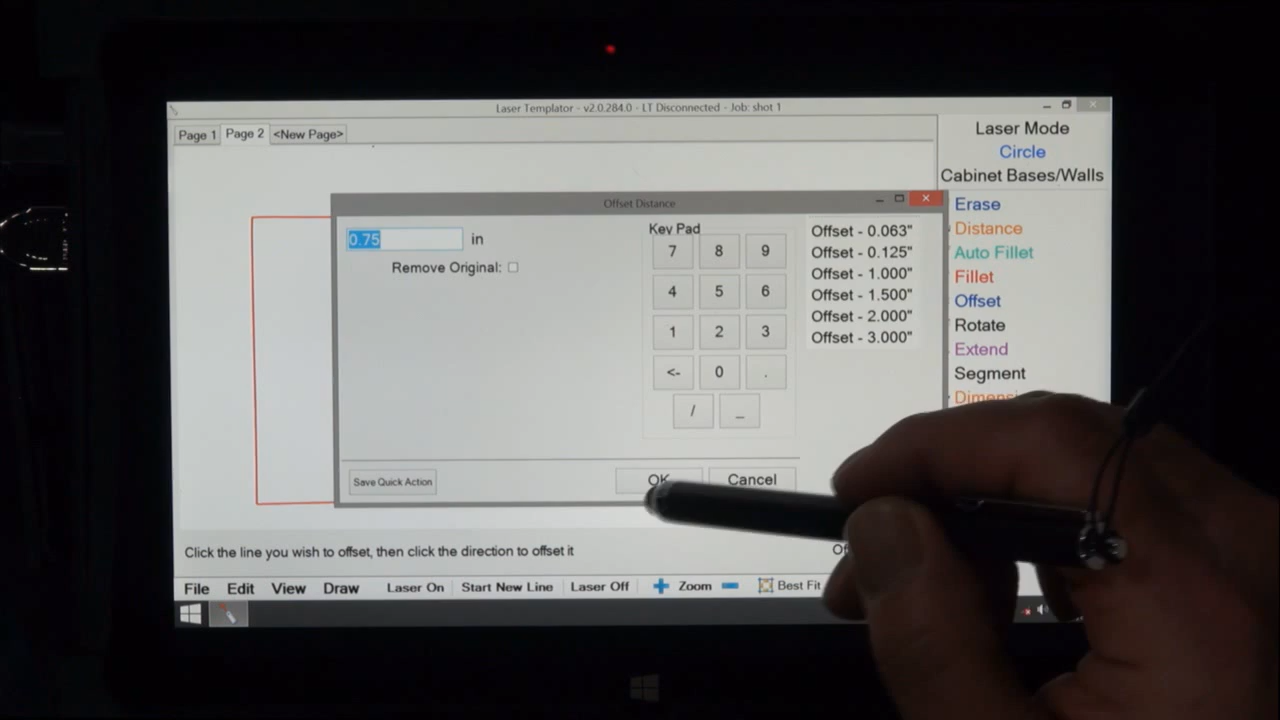 Laser Templator - v2.0.284.0 - LT Disconnected - Job: shot 1
Page 1 Page 2 <New Page>
Laser Mode
Circle
Cabinet Bases/Walls
Erase
Distance
Auto Fillet
Fillet
Offset
Rotate
Extend
Segment
Offset Distance
0.75 in
Remove Original:
Key Pad
7 8 9
4 5 6
1 2 3
<- 0 .
/ _
Offset - 0.063"
Offset - 0.125"
Offset - 1.000"
Offset - 1.500"
Offset - 2.000"
Offset - 3.000"
Save Quick Action OK Cancel
Click the line you wish to offset, then click the direction to offset it
File Edit View Draw Laser On Start New Line Laser Off Zoom Best Fit